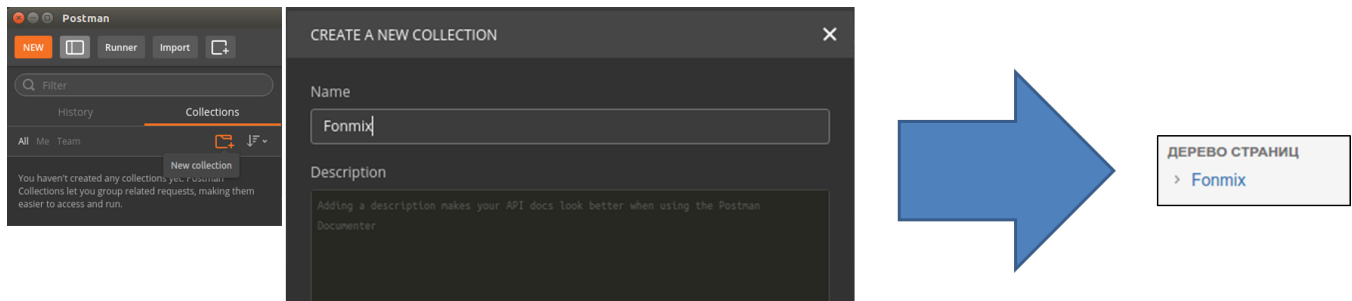 Postman
NEW
Runner
Import
Filter
History
Collections
All Me Team
New collection
You haven't created any collections yet. Postman
Collections let you group related requests, making them
easier to access and run.
CREATE A NEW COLLECTION
Name
Fonmix
Description
Adding a description makes your API docs look better when using the Postman
Documenter
ДЕРЕВО СТРАНИЦ
Fonmix